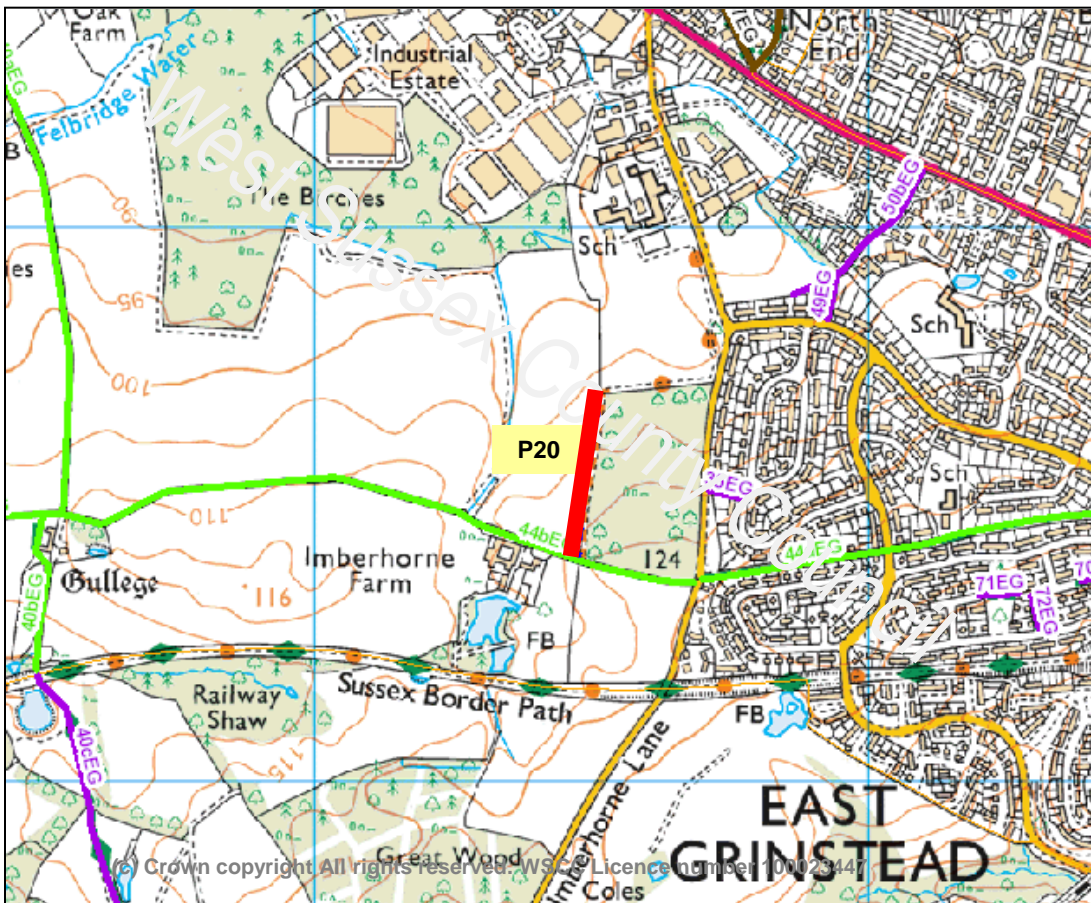 Oak
Farm
Felbridge Water
Industrial
Estate
North
End
EG
50bEG
49EG
B
The Birches
90
Sch
ies
95
Sch
100
P20
Sch
110
44bEG
Imberhorne
Farm
124
Gullege
116
40bEG
71EG
72EG
FB
Railway
Shaw
Sussex Border Path
FB
40cEG
115
Imberhorne Lane
EAST
GRINSTEAD
Great Wood
Coles
West Sussex County Council
(c) Crown copyright All rights reserved. WSCC Licence number 100023447